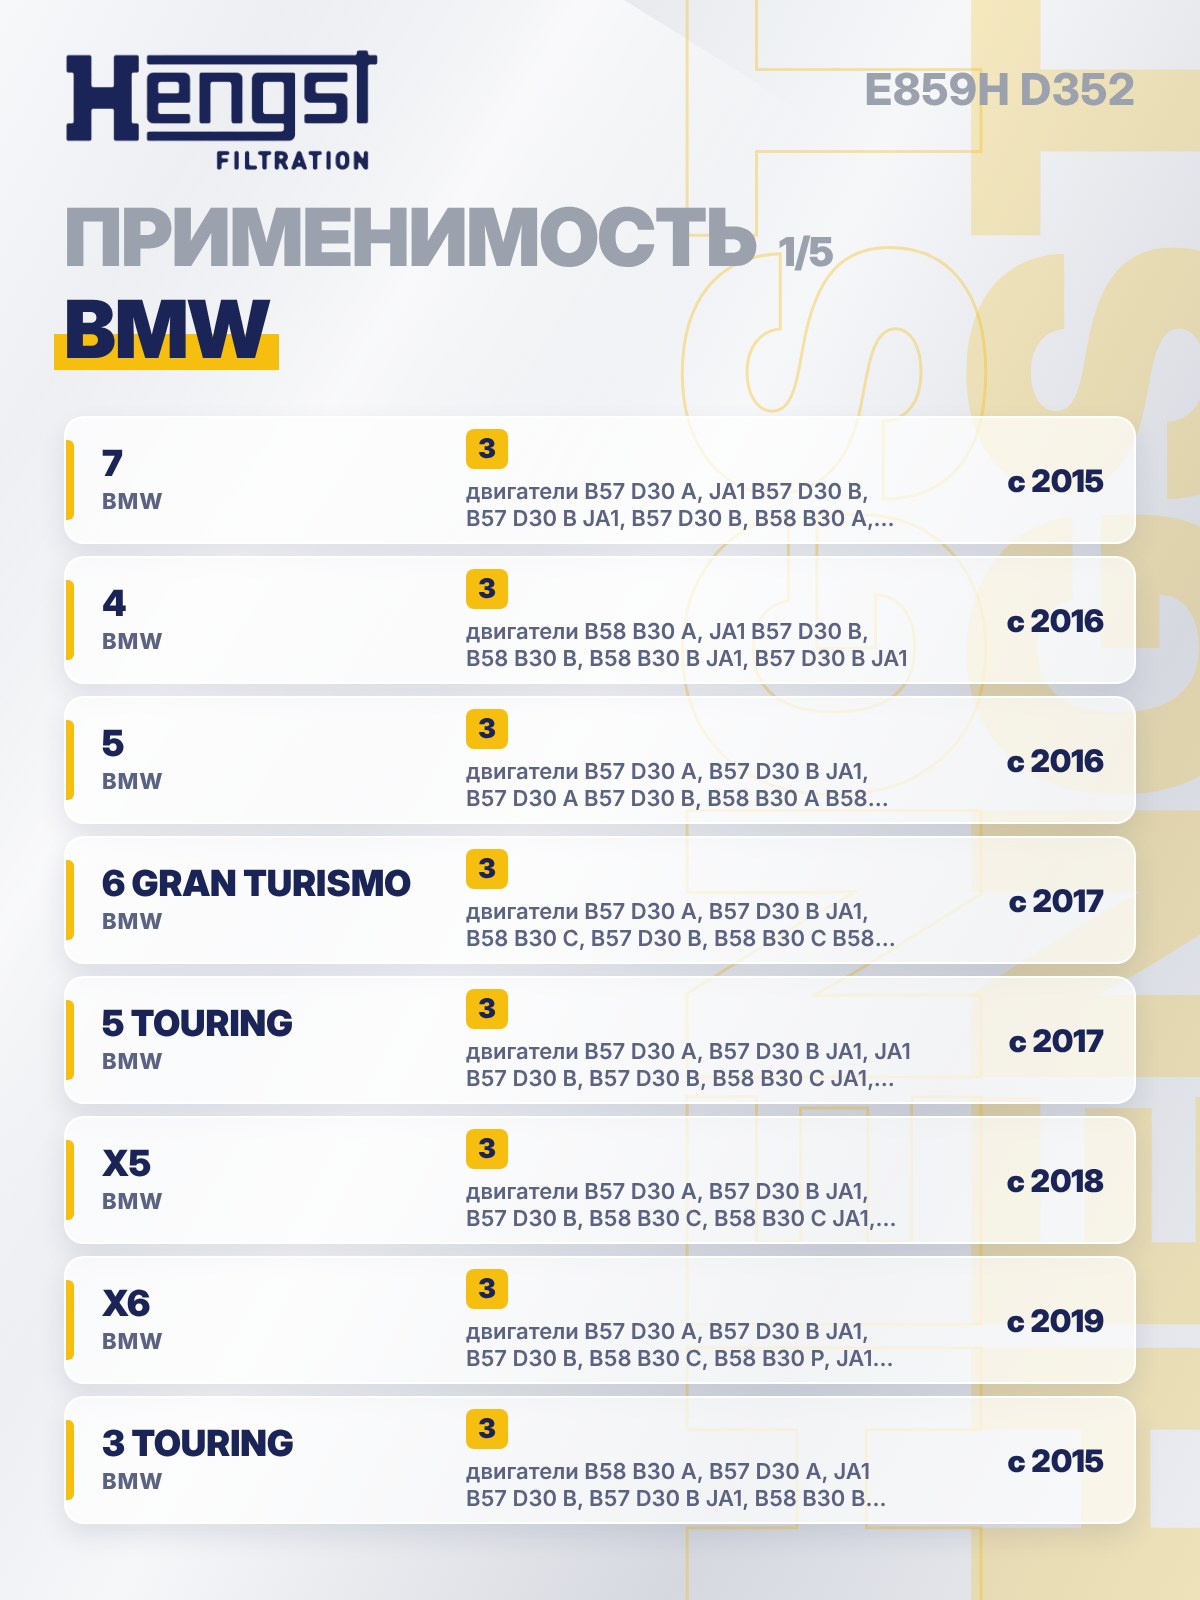 Hengst
FILTRATION
E859H D352
ПРИМЕНИМОСТЬ 1/5
BMW
7
BMW
3
двигатели B57 D30 A, JA1 B57 D30 B,
B57 D30 B JA1, B57 D30 B, B58 B30 A,...
с 2015
4
BMW
3
двигатели B58 B30 A, JA1 B57 D30 B,
B58 B30 B, B58 B30 B JA1, B57 D30 B JA1
с 2016
5
BMW
3
двигатели B57 D30 A, B57 D30 B JA1,
B57 D30 A B57 D30 B, B58 B30 A B58...
с 2016
6 GRAN TURISMO
BMW
3
двигатели B57 D30 A, B57 D30 B JA1,
B58 B30 C, B57 D30 B, B58 B30 C B58...
с 2017
5 TOURING
BMW
3
двигатели B57 D30 A, B57 D30 B JA1, JA1
B57 D30 B, B57 D30 B, B58 B30 C JA1,...
с 2017
X5
BMW
3
двигатели B57 D30 A, B57 D30 B JA1,
B57 D30 B, B58 B30 C, B58 B30 C JA1,...
с 2018
X6
BMW
3
двигатели B57 D30 A, B57 D30 B JA1,
B57 D30 B, B58 B30 C, B58 B30 P, JA1...
с 2019
3 TOURING
BMW
3
двигатели B58 B30 A, B57 D30 A, JA1
B57 D30 B, B57 D30 B JA1, B58 B30 B...
с 2015
HENGST
HENGST